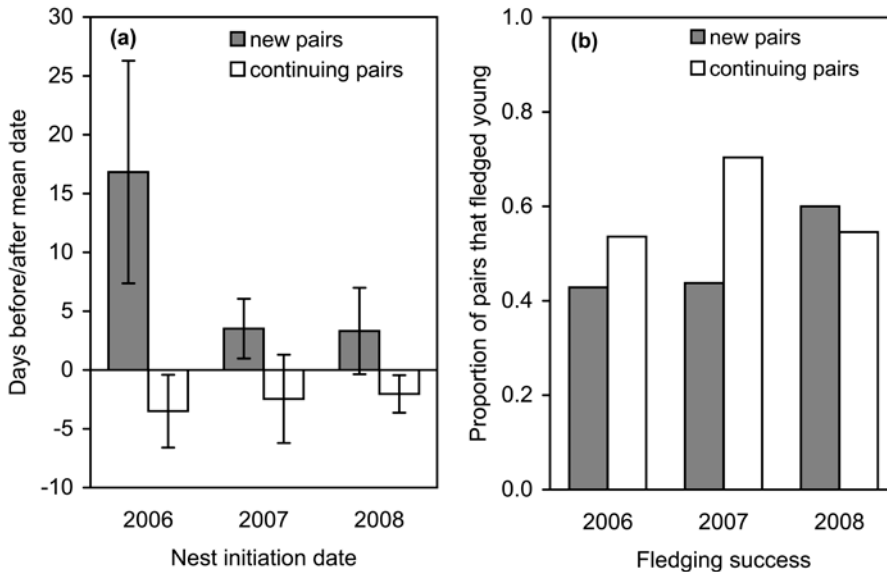 (a)
new pairs
continuing pairs
Days before/after mean date
30
25
20
15
10
5
0
-5
-10
2006 2007 2008
Nest initiation date
(b)
new pairs
continuing pairs
Proportion of pairs that fledged young
1.0
0.8
0.6
0.4
0.2
0.0
2006 2007 2008
Fledging success